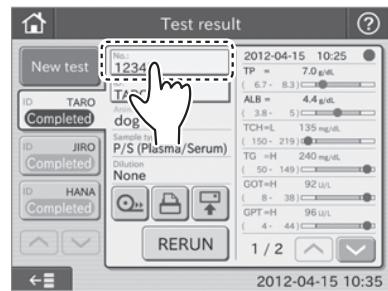 Test result
?
New test
ID TARO
Completed
ID JIRO
Completed
ID HANA
Completed
No.:
1234
ID:
TARO
dog
Sample ty
P/S (Plasma/Serum)
Dilution
None
RERUN
2012-04-15 10:25
TP = 7.0 g/dL
( 6.7- 8.3)
ALB = 4.4 g/dL
( 3.8- 5)
TCH=L 135 mg/dL
( 150- 219)
TG =H 240 mg/dL
( 50- 149)
GOT=H 92 U/L
( 8- 38)
GPT=H 96 U/L
( 4- 44)
1 / 2
2012-04-15 10:35